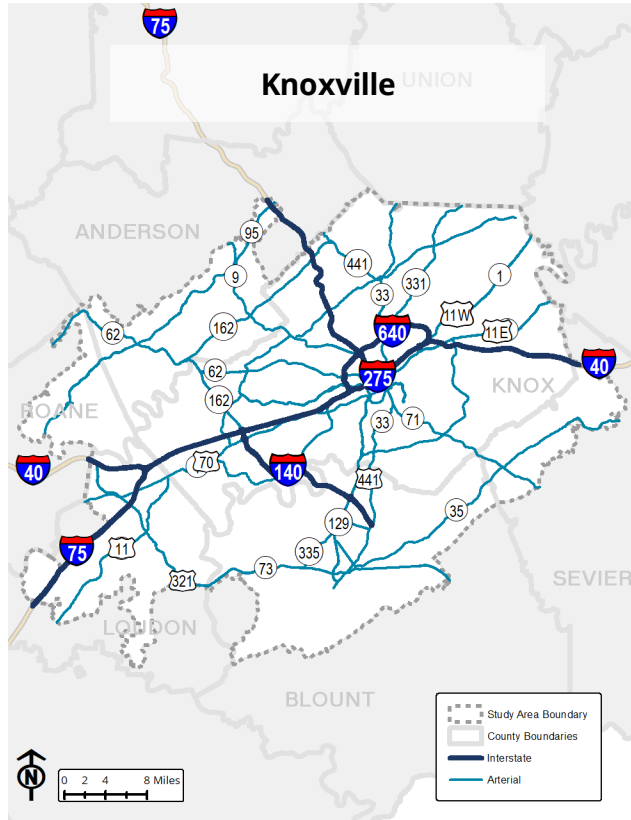 75
Knoxville
UNION
ANDERSON
95
441
9
33
331
1
11W
162
62
640
11E
62
275
40
KNOX
162
ROANE
33
71
70
40
140
441
35
129
11
75
335
73
321
SEVIER
LOUDON
BLOUNT
Study Area Boundary
County Boundaries
Interstate
Arterial
N
0 2 4 8 Miles